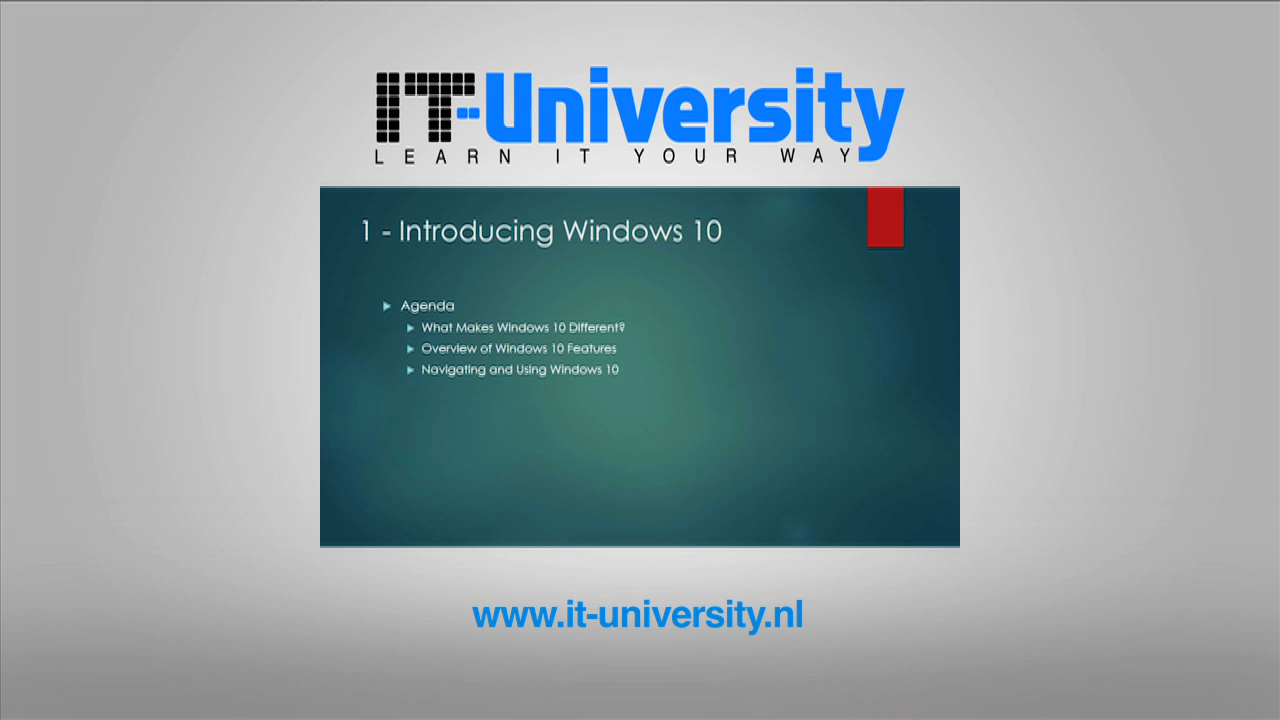 IT-University
LEARN IT YOUR WAY
1 - Introducing Windows 10
Agenda
What Makes Windows 10 Different?
Overview of Windows 10 Features
Navigating and Using Windows 10
www.it-university.nl